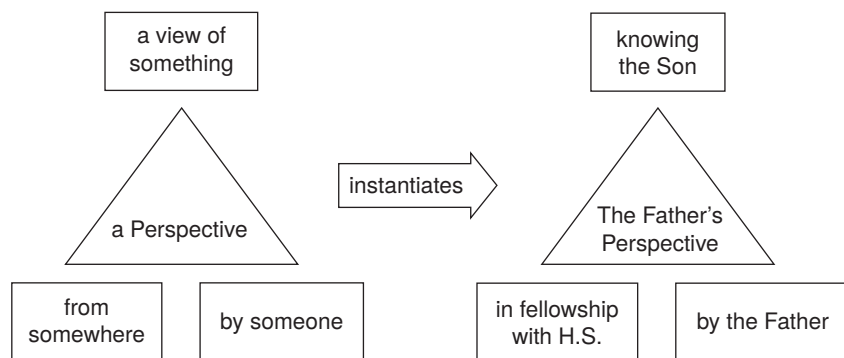 a view of
something
knowing
the Son
instantiates
a Perspective
The Father’s
Perspective
from
somewhere
by someone
in fellowship
with H.S.
by the Father